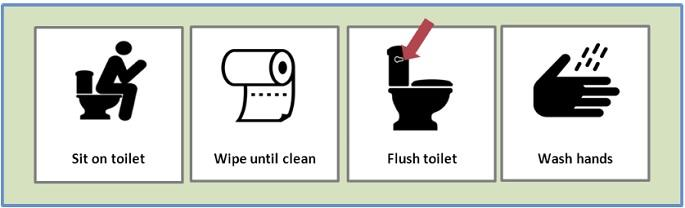 Sit on toilet
Wipe until clean
Flush toilet
Wash hands